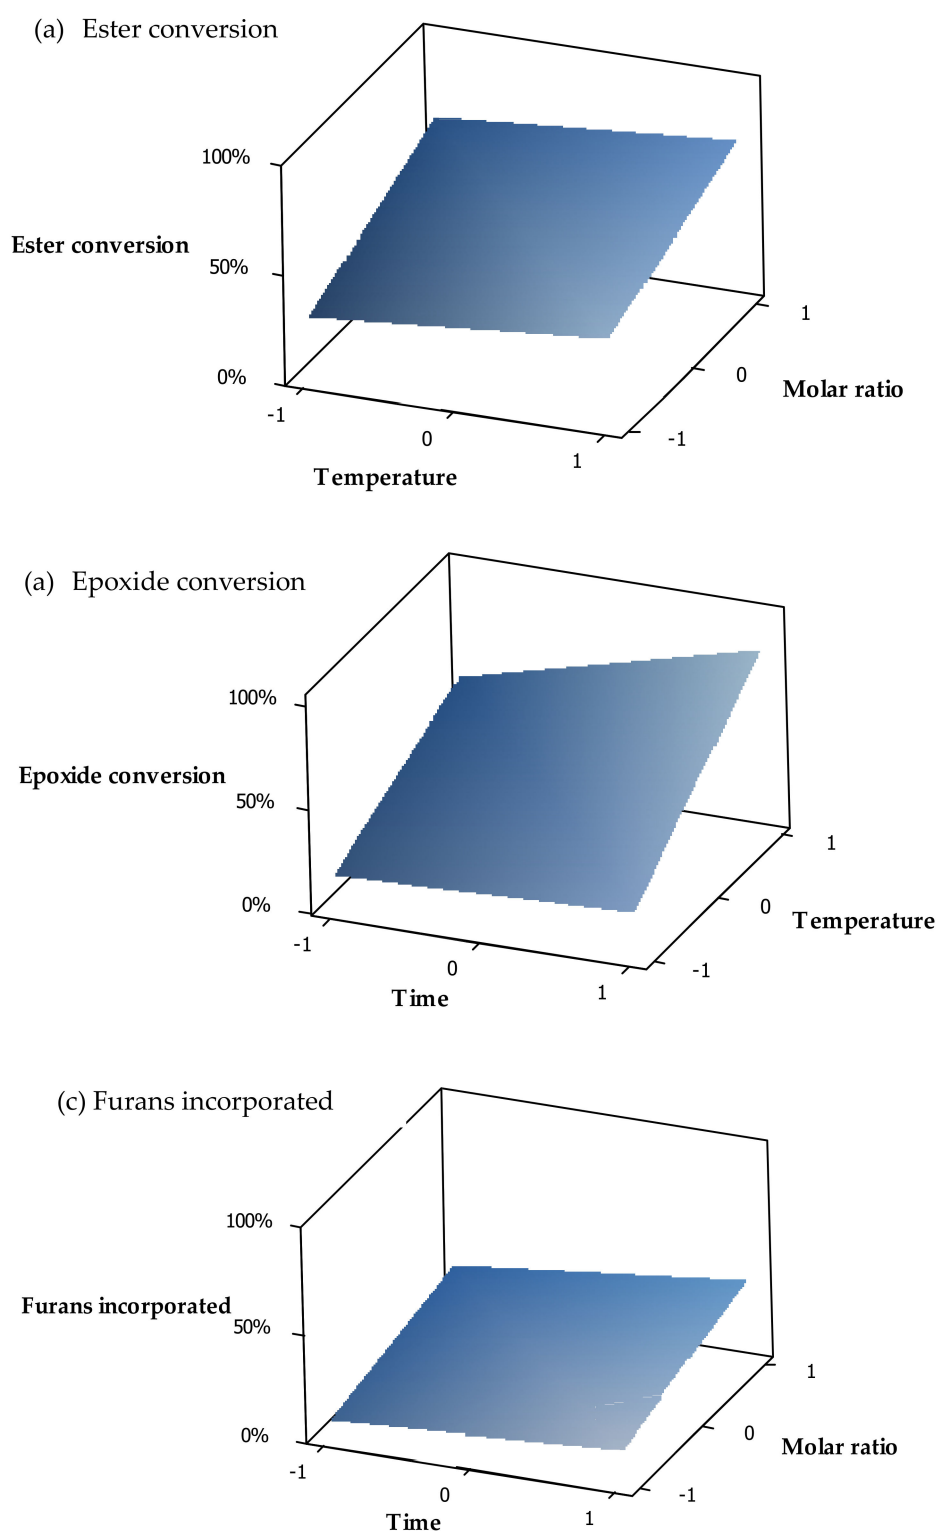 (a) Ester conversion
100%
Ester conversion
50%
0%
-1
0
1
Temperature
1
0
-1
Molar ratio
(a) Epoxide conversion
100%
Epoxide conversion
50%
0%
-1
0
1
Time
1
0
-1
Temperature
(c) Furans incorporated
100%
Furans incorporated
50%
0%
-1
0
1
Time
1
0
-1
Molar ratio